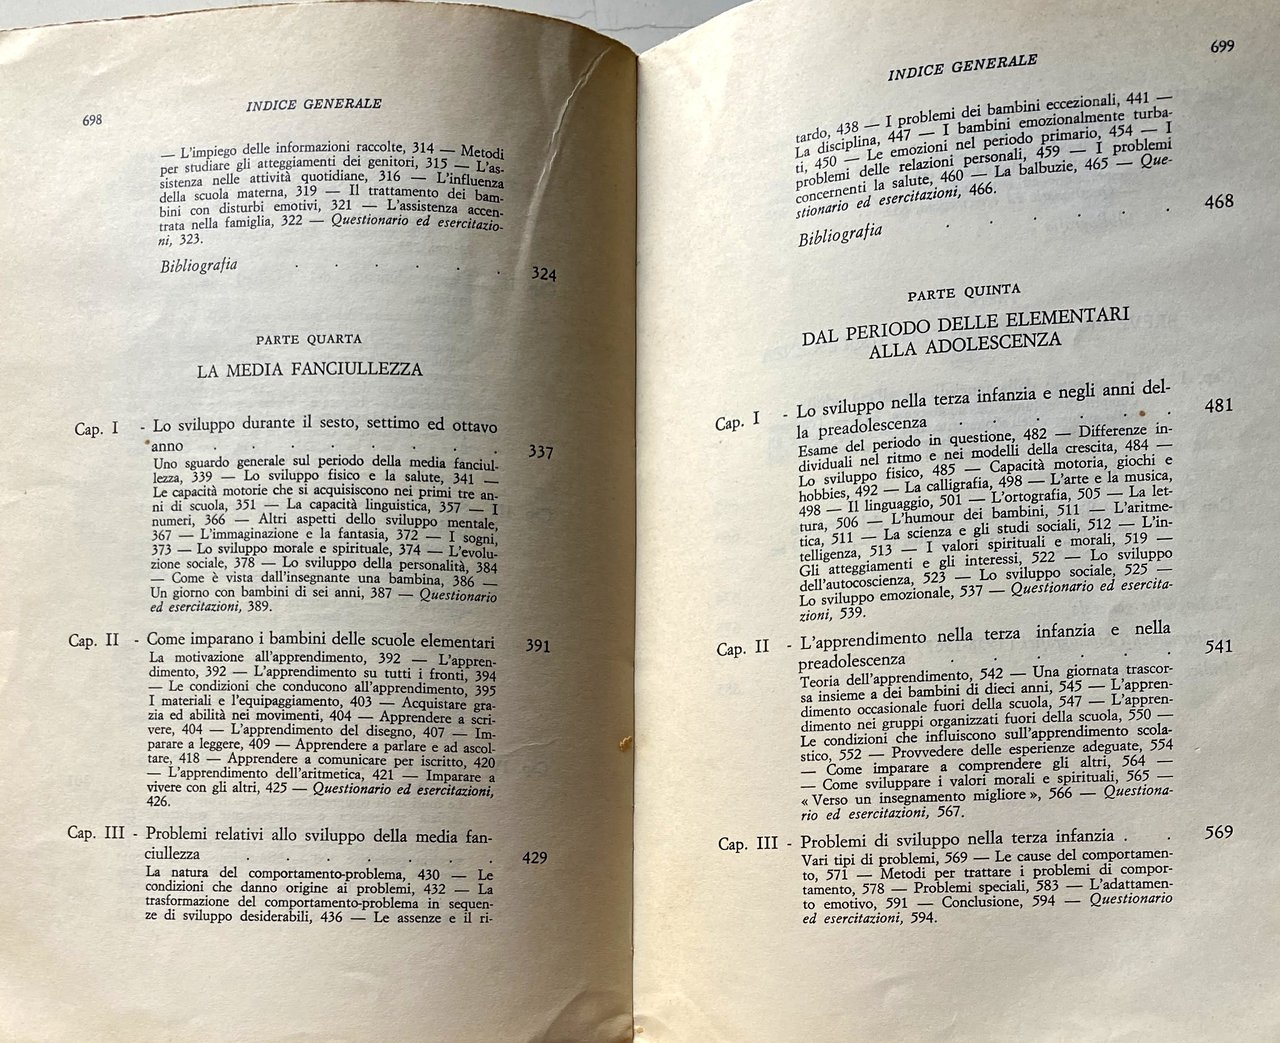 698
INDICE GENERALE
— L'impiego delle informazioni raccolte, 314 — Metodi
per studiare gli atteggiamenti dei genitori, 315 — L'as-
sistenza nelle attività quotidiane, 316 — L'influenza
della scuola materna, 319 — Il trattamento dei bam-
bini con disturbi emotivi, 321 — L'assistenza accen-
trata nella famiglia, 322 — Questionario ed esercitazio-
ni, 323.
Bibliografia . . . . . . 324
PARTE QUARTA
LA MEDIA FANCIULLEZZA
Cap. I - Lo sviluppo durante il sesto, settimo ed ottavo
anno . . . . . . . . 337
Uno sguardo generale sul periodo della media fanciul-
lezza, 339 — Lo sviluppo fisico e la salute, 341 —
Le capacità motorie che si acquisiscono nei primi tre an-
ni di scuola, 351 — La capacità linguistica, 357 — I
numeri, 366 — Altri aspetti dello sviluppo mentale,
367 — L'immaginazione e la fantasia, 372 — I sogni,
373 — Lo sviluppo morale e spirituale, 374 — L'evolu-
zione sociale, 378 — Lo sviluppo della personalità, 384
— Come è vista dall'insegnante una bambina, 386 —
Un giorno con bambini di sei anni, 387 — Questionario
ed esercitazioni, 389.
Cap. II - Come imparano i bambini delle scuole elementari 391
La motivazione all'apprendimento, 392 — L'appren-
dimento, 392 — L'apprendimento su tutti i fronti, 394
— Le condizioni che conducono all'apprendimento, 395
I materiali e l'equipaggiamento, 403 — Acquistare gra-
zia ed abilità nei movimenti, 404 — Apprendere a scri-
vere, 404 — L'apprendimento del disegno, 407 — Im-
parare a leggere, 409 — Apprendere a parlare e ad ascol-
tare, 418 — Apprendere a comunicare per iscritto, 420
— L'apprendimento dell'aritmetica, 421 — Imparare a
vivere con gli altri, 425 — Questionario ed esercitazioni,
426.
Cap. III - Problemi relativi allo sviluppo della media fan-
ciullezza . . . . . . . 429
La natura del comportamento-problema, 430 — Le
condizioni che danno origine ai problemi, 432 — La
trasformazione del comportamento-problema in sequen-
ze di sviluppo desiderabili, 436 — Le assenze e il ri-
699
INDICE GENERALE
tardo, 438 — I problemi dei bambini eccezionali, 441 —
La disciplina, 447 — I bambini emozionalmente turba-
ti, 450 — Le emozioni nel periodo primario, 454 — I
problemi delle relazioni personali, 459 — I problemi
concernenti la salute, 460 — La balbuzie, 465 — Que-
stionario ed esercitazioni, 466.
Bibliografia . . . . . . 468
PARTE QUINTA
DAL PERIODO DELLE ELEMENTARI
ALLA ADOLESCENZA
Cap. I - Lo sviluppo nella terza infanzia e negli anni del-
la preadolescenza . . . . . . 481
Esame del periodo in questione, 482 — Differenze in-
dividuali nel ritmo e nei modelli della crescita, 484 —
Lo sviluppo fisico, 485 — Capacità motoria, giochi e
hobbies, 492 — La calligrafia, 498 — L'arte e la musica,
498 — Il linguaggio, 501 — L'ortografia, 505 — La let-
tura, 506 — L'humour dei bambini, 511 — L'aritme-
tica, 511 — La scienza e gli studi sociali, 512 — L'in-
telligenza, 513 — I valori spirituali e morali, 519 —
Gli atteggiamenti e gli interessi, 522 — Lo sviluppo
dell'autocoscienza, 523 — Lo sviluppo sociale, 525 —
Lo sviluppo emozionale, 537 — Questionario ed esercita-
zioni, 539.
Cap. II - L'apprendimento nella terza infanzia e nella
preadolescenza . . . . . . 541
Teoria dell'apprendimento, 542 — Una giornata trascor-
sa insieme a dei bambini di dieci anni, 545 — L'appren-
dimento occasionale fuori della scuola, 547 — L'appren-
dimento nei gruppi organizzati fuori della scuola, 550 —
Le condizioni che influiscono sull'apprendimento scola-
stico, 552 — Provvedere delle esperienze adeguate, 554
— Come imparare a comprendere gli altri, 564 —
— Come sviluppare i valori morali e spirituali, 565 —
« Verso un insegnamento migliore », 566 — Questiona-
rio ed esercitazioni, 567.
Cap. III - Problemi di sviluppo nella terza infanzia . . 569
Vari tipi di problemi, 569 — Le cause del comportamen-
to, 571 — Metodi per trattare i problemi di compor-
tamento, 578 — Problemi speciali, 583 — L'adattamen-
to emotivo, 591 — Conclusione, 594 — Questionario
ed esercitazioni, 594.